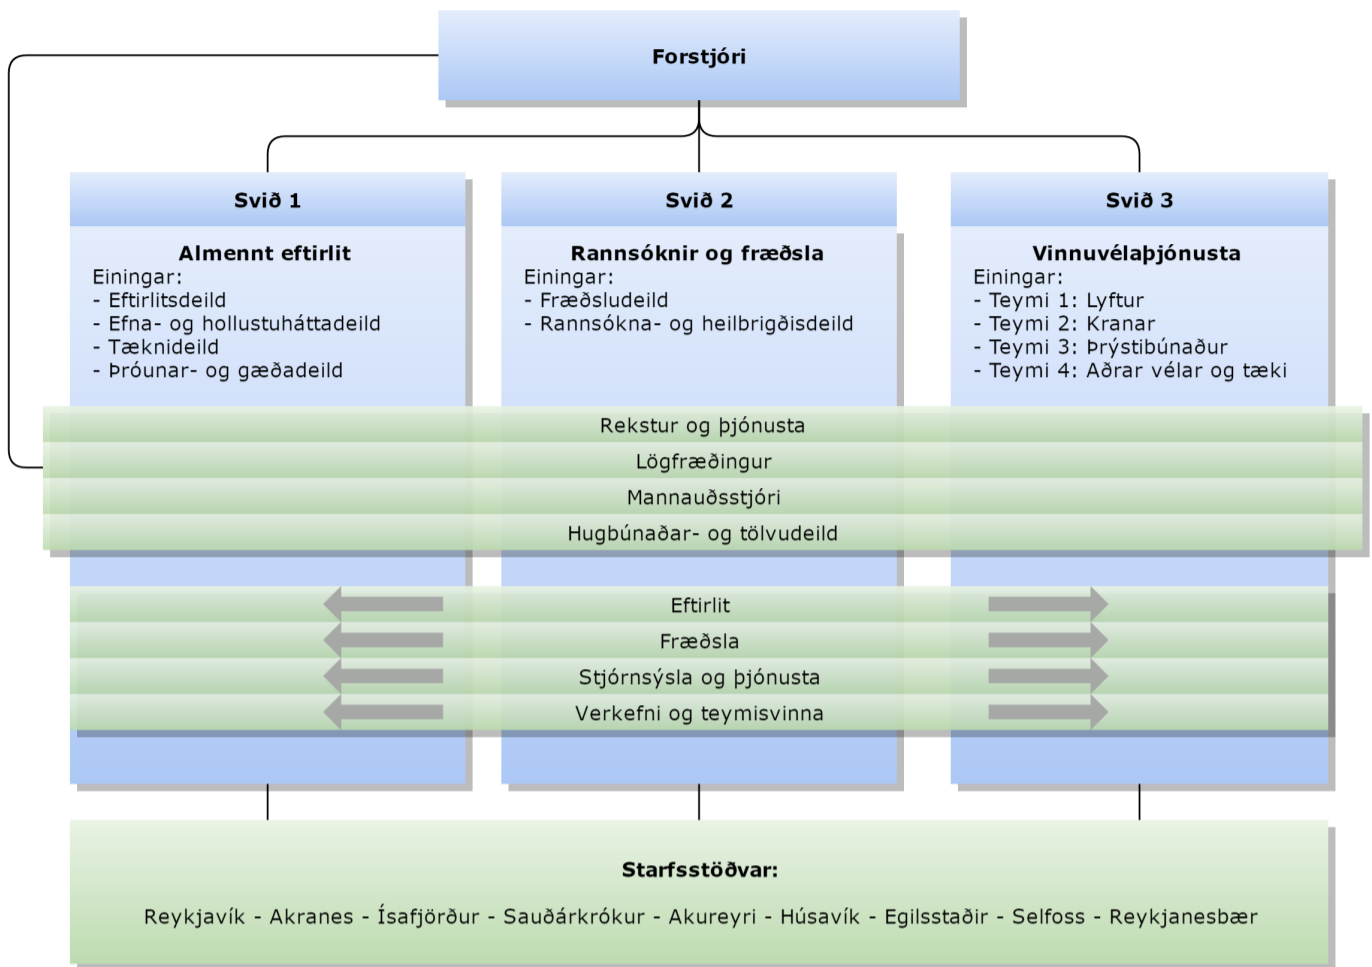 Forstjóri
Svið 1
Almennt eftirlit
Einingar:
- Eftirlitsdeild
- Efna- og hollustuháttadeild
- Tæknideild
- Þróunar- og gæðadeild
Svið 2
Rannsóknir og fræðsla
Einingar:
- Fræðsludeild
- Rannsókna- og heilbrigðisdeild
Svið 3
Vinnuvélaþjónusta
Einingar:
- Teymi 1: Lyftur
- Teymi 2: Kranar
- Teymi 3: Þrýstibúnaður
- Teymi 4: Aðrar vélar og tæki
Rekstur og þjónusta
Lögfræðingur
Mannauðsstjóri
Hugbúnaðar- og tölvudeild
Eftirlit
Fræðsla
Stjórnsýsla og þjónusta
Verkefni og teymisvinna
Starfsstöðvar:
Reykjavík - Akranes - Ísafjörður - Sauðárkrókur - Akureyri - Húsavík - Egilsstaðir - Selfoss - Reykjanesbær